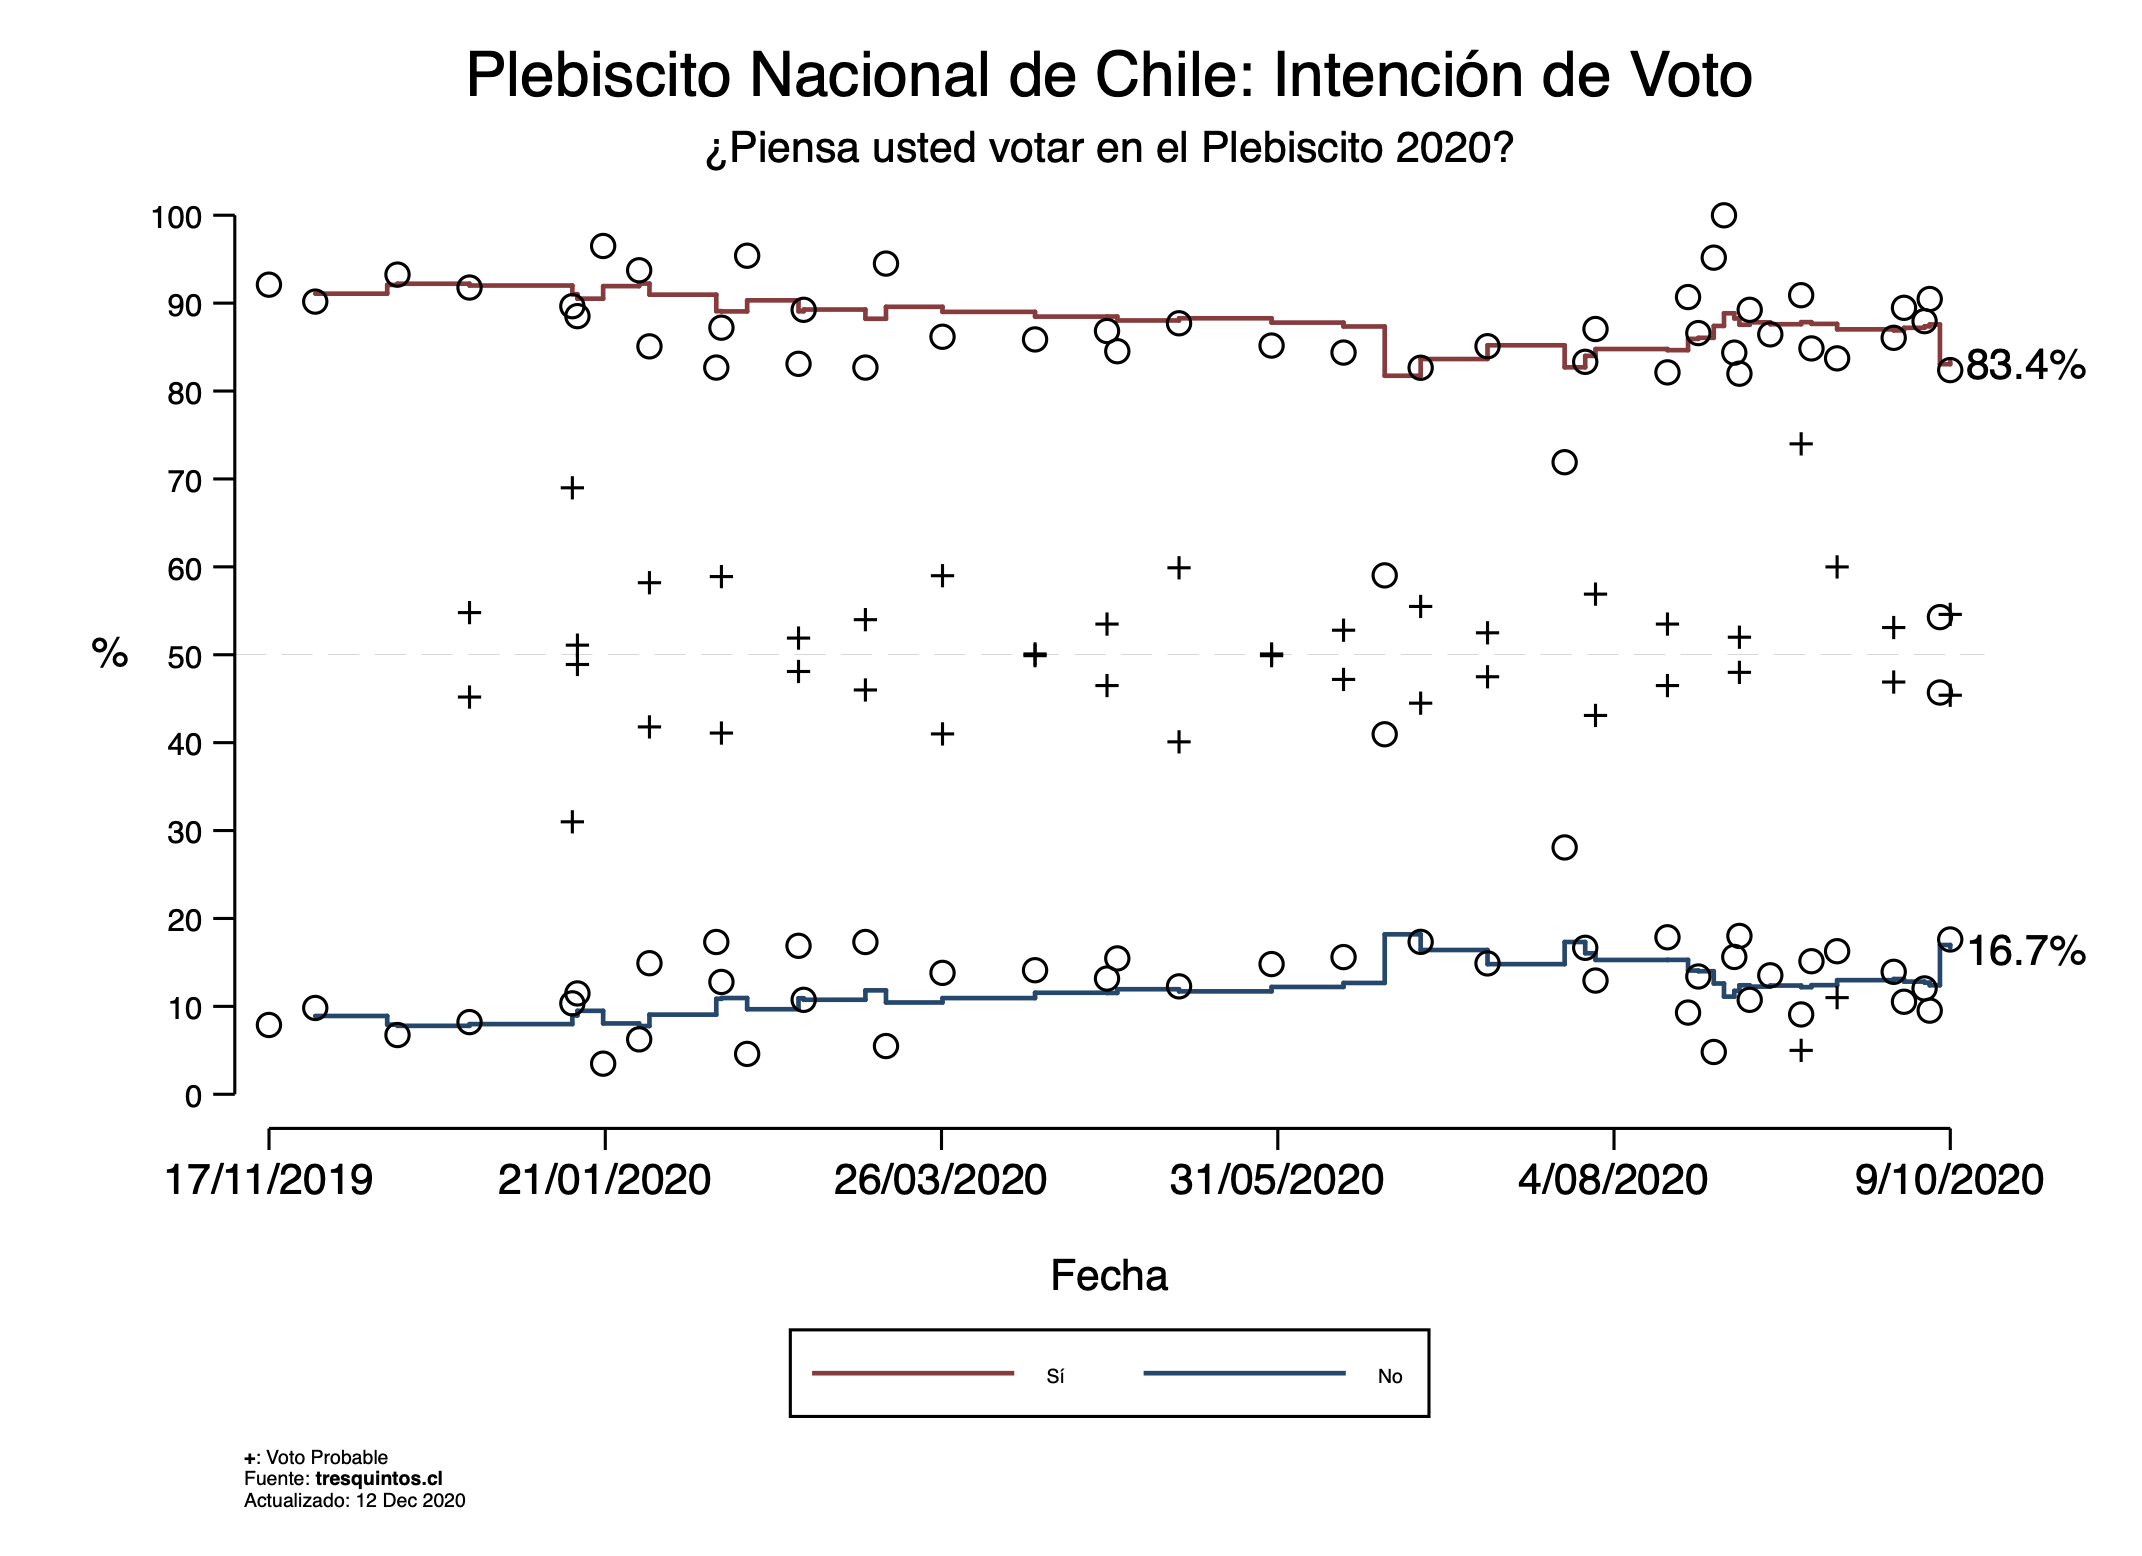 Plebiscito Nacional de Chile: Intención de Voto
¿Piensa usted votar en el Plebiscito 2020?
100
90
80
70
60
50
40
30
20
10
0
%
83.4%
16.7%
17/11/2019 21/01/2020 26/03/2020 31/05/2020 4/08/2020 9/10/2020
Fecha
Sí No
+: Voto Probable
Fuente: tresquintos.cl
Actualizado: 12 Dec 2020